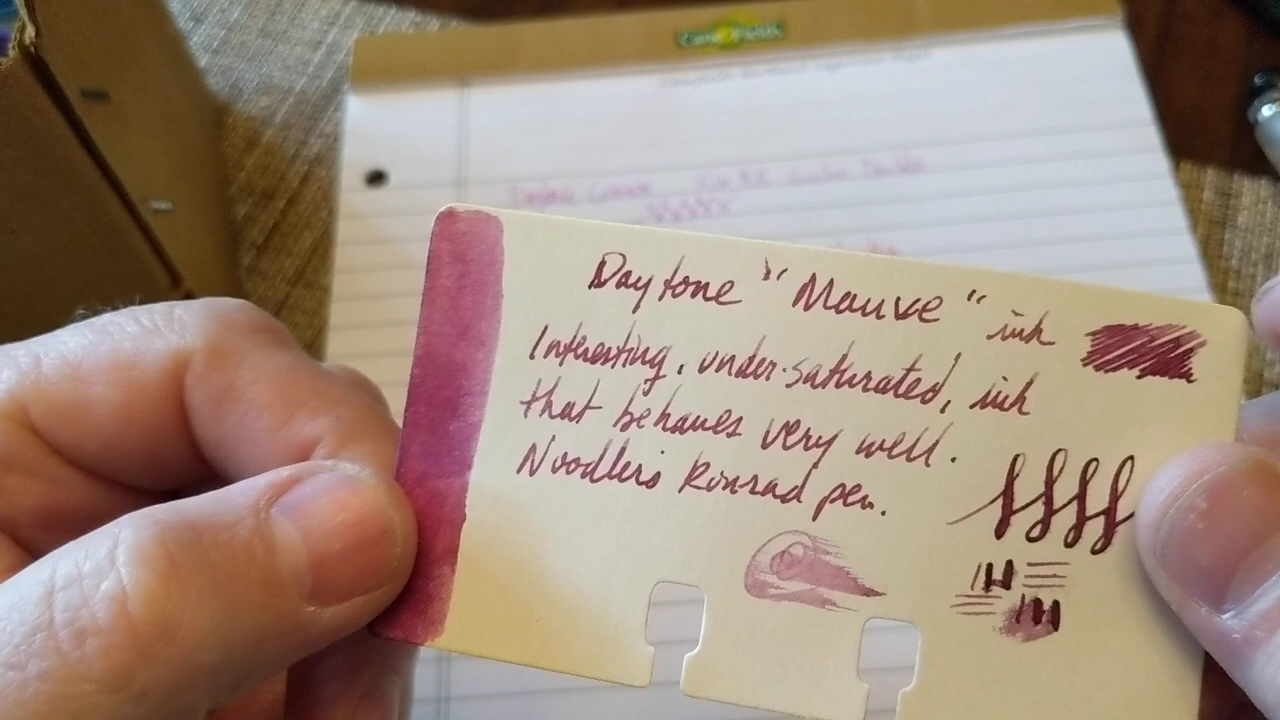 Daytone "Mauve" ink
Interesting, under-saturated, ink
that behaves very well.
Noodler's Konrad pen.